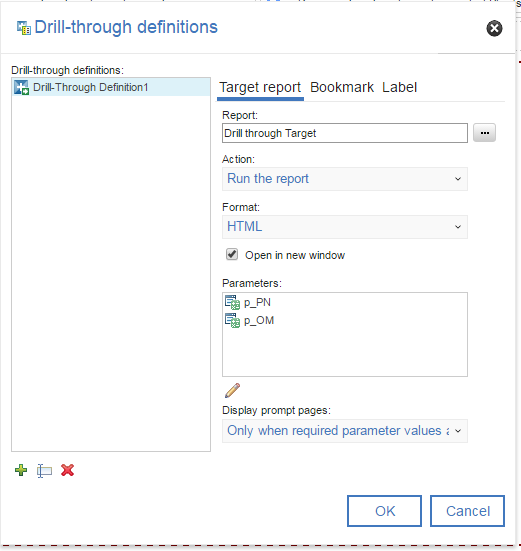 Drill-through definitions
Drill-through definitions:
Drill-Through Definition1
Target report Bookmark Label
Report:
Drill through Target
...
Action:
Run the report
Format:
HTML
Open in new window
Parameters:
p_PN
p_OM
Display prompt pages:
Only when required parameter values a
OK Cancel